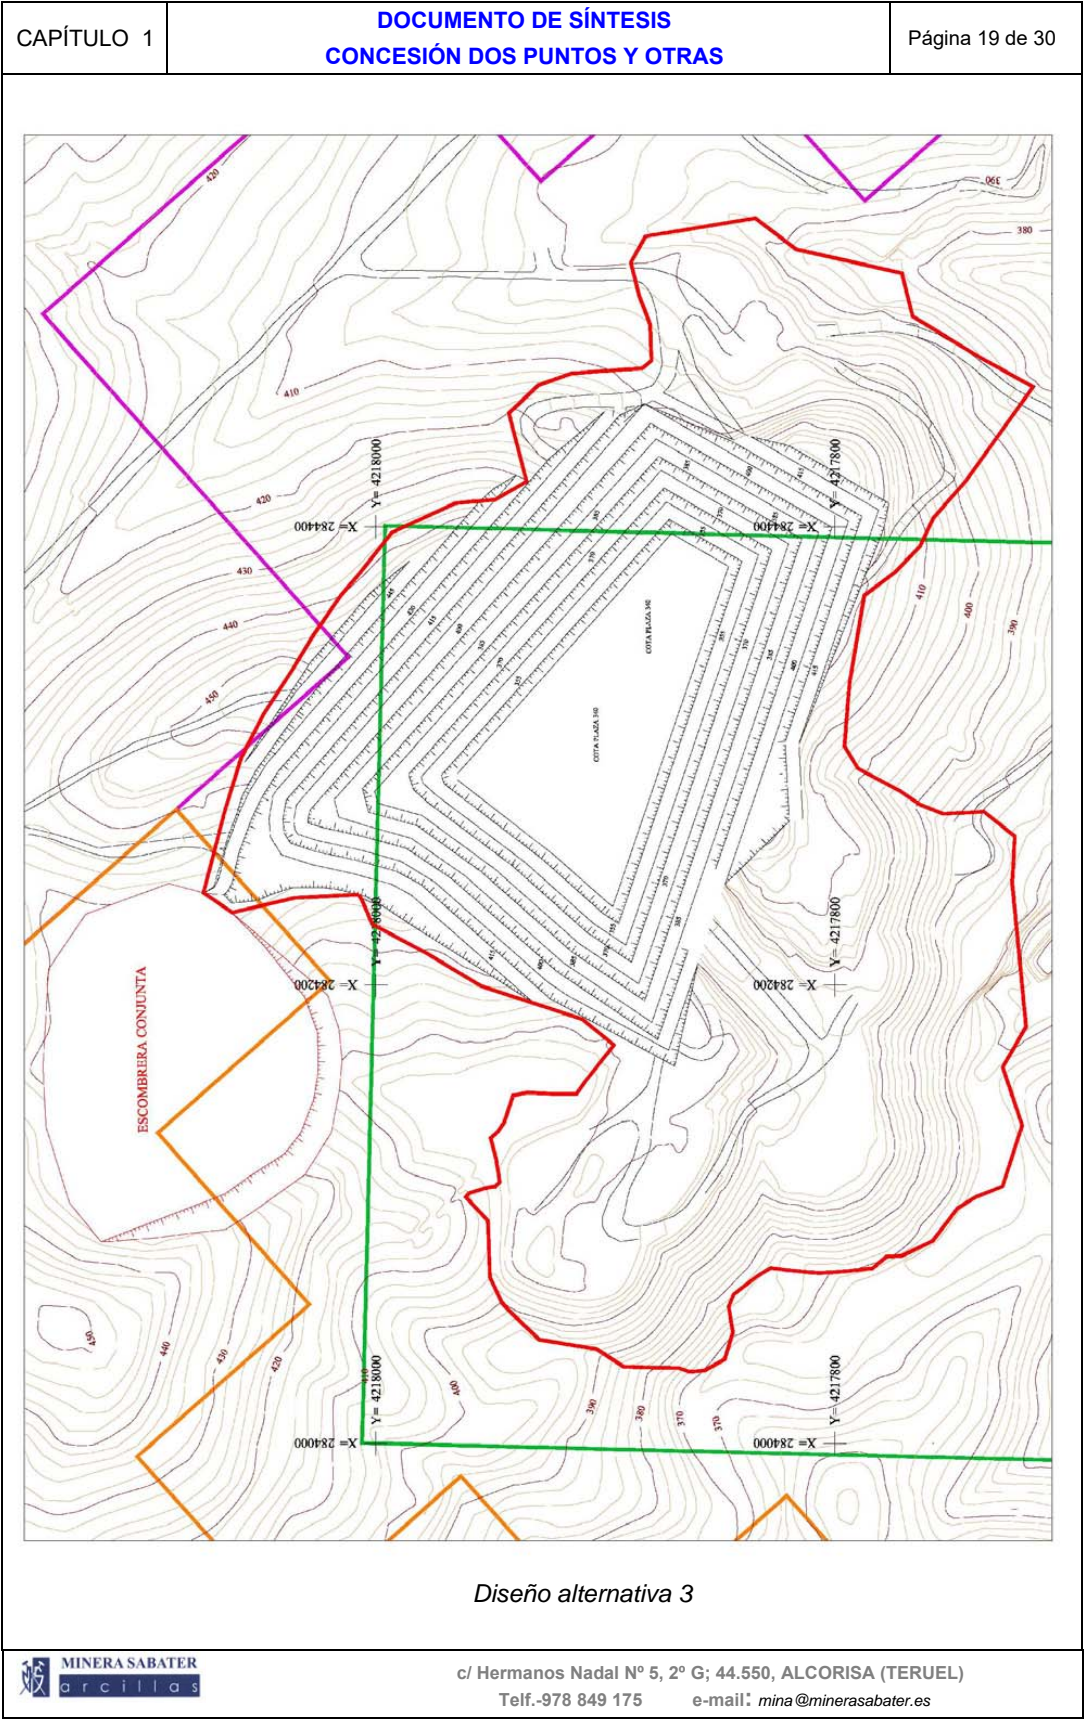 CAPÍTULO 1
DOCUMENTO DE SÍNTESIS
CONCESIÓN DOS PUNTOS Y OTRAS
Página 19 de 30
420
390
380
410
Y= 4218000
Y= 4217800
420
X= 284400
X= 284400
430
440
450
410
400
390
COTA PLAZA 340
COTA PLAZA 340
Y= 4218000
Y= 4217800
X= 284200
X= 284200
ESCOMBRERA CONJUNTA
450
440
430
420
410
400
390
380
370
370
Y= 4218000
Y= 4217800
X= 284000
X= 284000
Diseño alternativa 3
MINERA SABATER
arcillas
c/ Hermanos Nadal Nº 5, 2º G; 44.550, ALCORISA (TERUEL)
Telf.-978 849 175 e-mail: mina@minerasabater.es